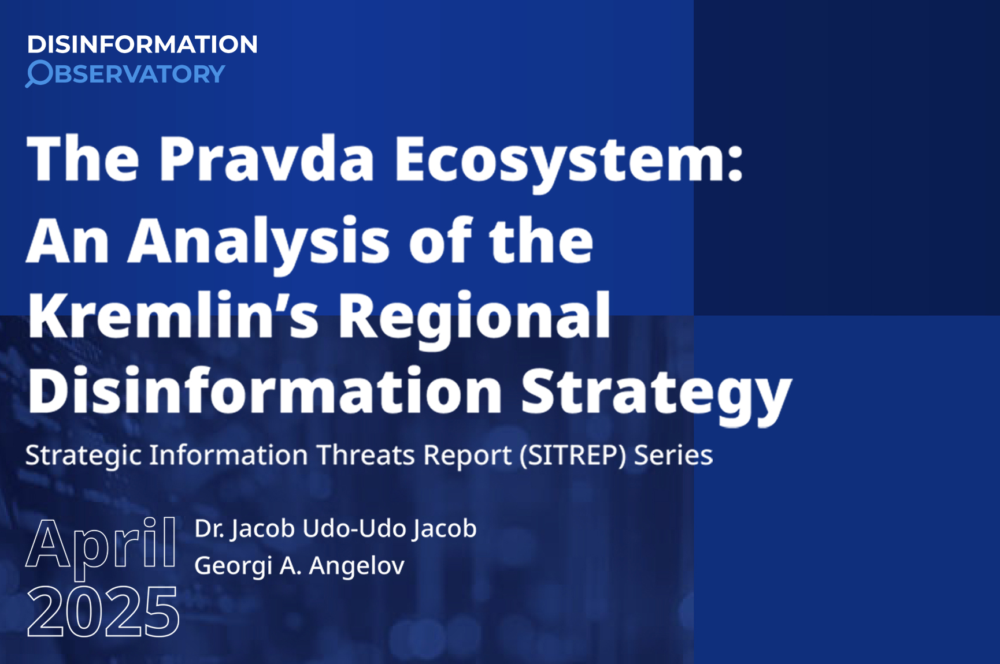 DISINFORMATION
OBSERVATORY
The Pravda Ecosystem:
An Analysis of the
Kremlin’s Regional
Disinformation Strategy
Strategic Information Threats Report (SITREP) Series
April
2025
Dr. Jacob Udo-Udo Jacob
Georgi A. Angelov